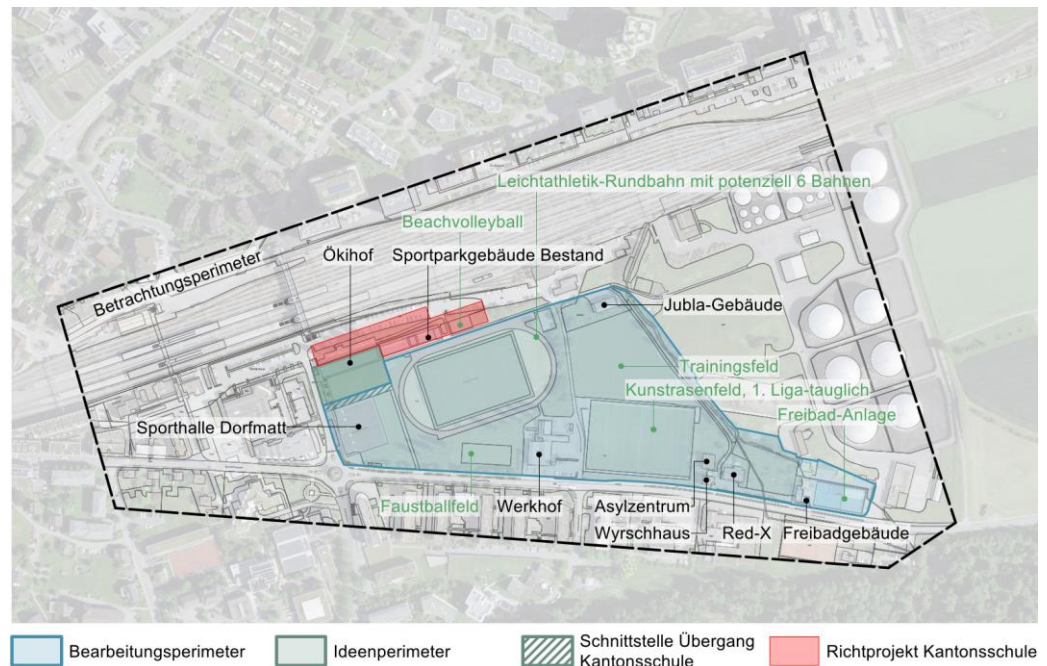 Leichtathletik-Rundbahn mit potenziell 6 Bahnen
Beachvolleyball
Ökihof
Sportparkgebäude Bestand
Betrachtungsperimeter
Jubla-Gebäude
Trainingsfeld
Kunstrasenfeld, 1. Liga-tauglich
Freibad-Anlage
Sporthalle Dorfmatt
Faustballfeld
Werkhof
Asylzentrum
Wyrschhaus
Red-X
Freibadgebäude
Bearbeitungsperimeter
Ideenperimeter
Schnittstelle Übergang
Kantonsschule
Richtprojekt Kantonsschule